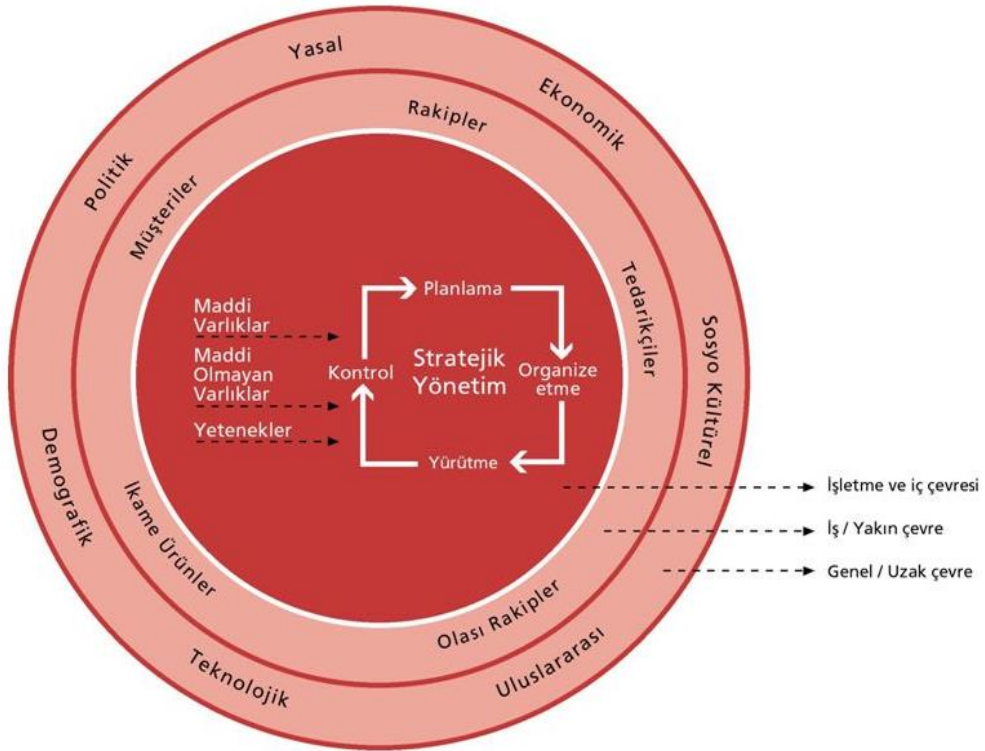 Yasal
Ekonomik
Politik
Rakipler
Müşteriler
Tedarikçiler
Sosyo Kültürel
Planlama
Maddi
Varlıklar
Maddi
Olmayan
Varlıklar
Yetenekler
Kontrol
Stratejik
Yönetim
Organize
etme
Yürütme
Demografik
Ikame Ürünler
Olası Rakipler
Teknolojik
Uluslararası
İşletme ve iç çevresi
İş / Yakın çevre
Genel / Uzak çevre